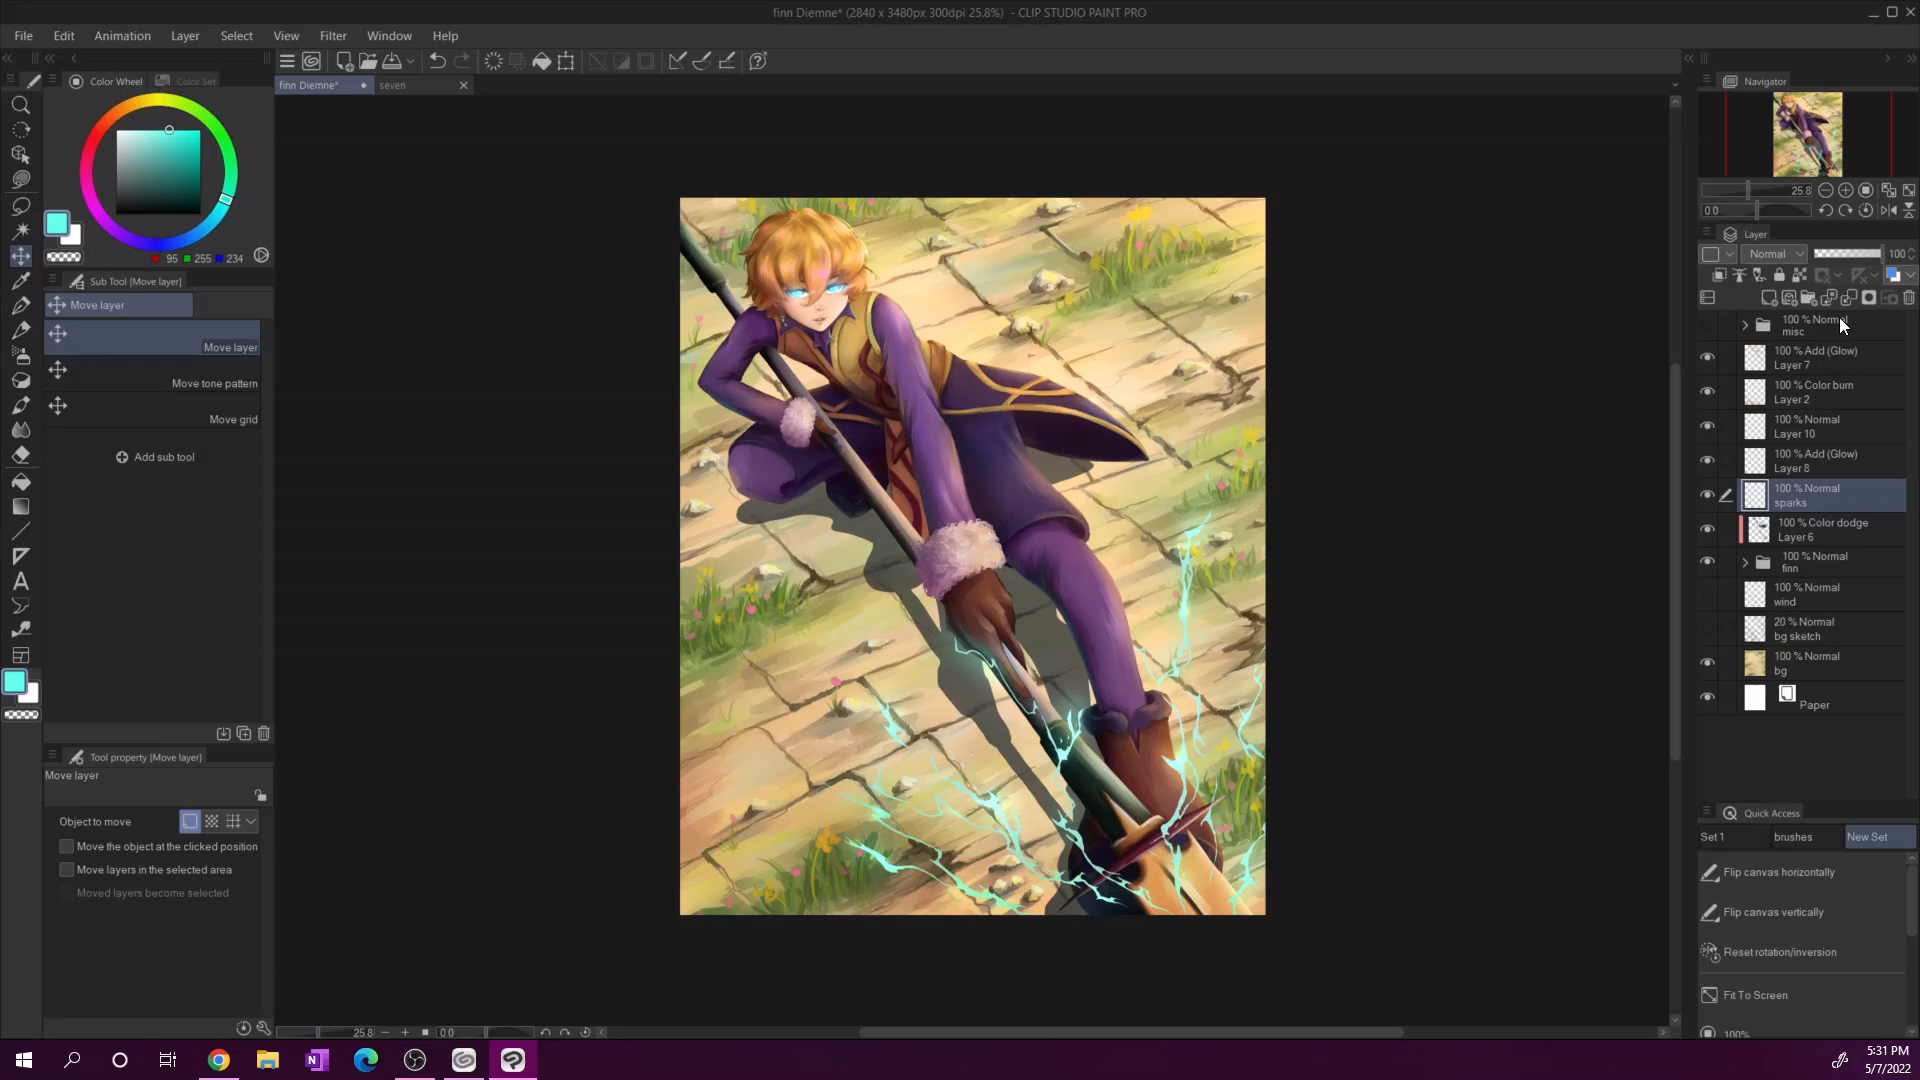 finn Diemne* (2840 x 3480px 300dpi 25.8%) - CLIP STUDIO PAINT PRO
File Edit Animation Layer Select View Filter Window Help
Color Wheel Color Set
finn Diemne* seven
Navigator
25.8
0.0
95 255 234
Layer
Normal 100
Sub Tool [Move layer]
Move layer
Move layer
Move tone pattern
Move grid
Add sub tool
100 % Normal
misc
100 % Add (Glow)
Layer 7
100 % Color burn
Layer 2
100 % Normal
Layer 10
100 % Add (Glow)
Layer 8
100 % Normal
sparks
100 % Color dodge
Layer 6
100 % Normal
finn
100 % Normal
wind
20 % Normal
bg sketch
100 % Normal
bg
Paper
Tool property [Move layer]
Move layer
Object to move
Move the object at the clicked position
Move layers in the selected area
Moved layers become selected
Quick Access
Set 1 brushes New Set
Flip canvas horizontally
Flip canvas vertically
Reset rotation/inversion
Fit To Screen
100%
25.8 0.0
5:31 PM
5/7/2022